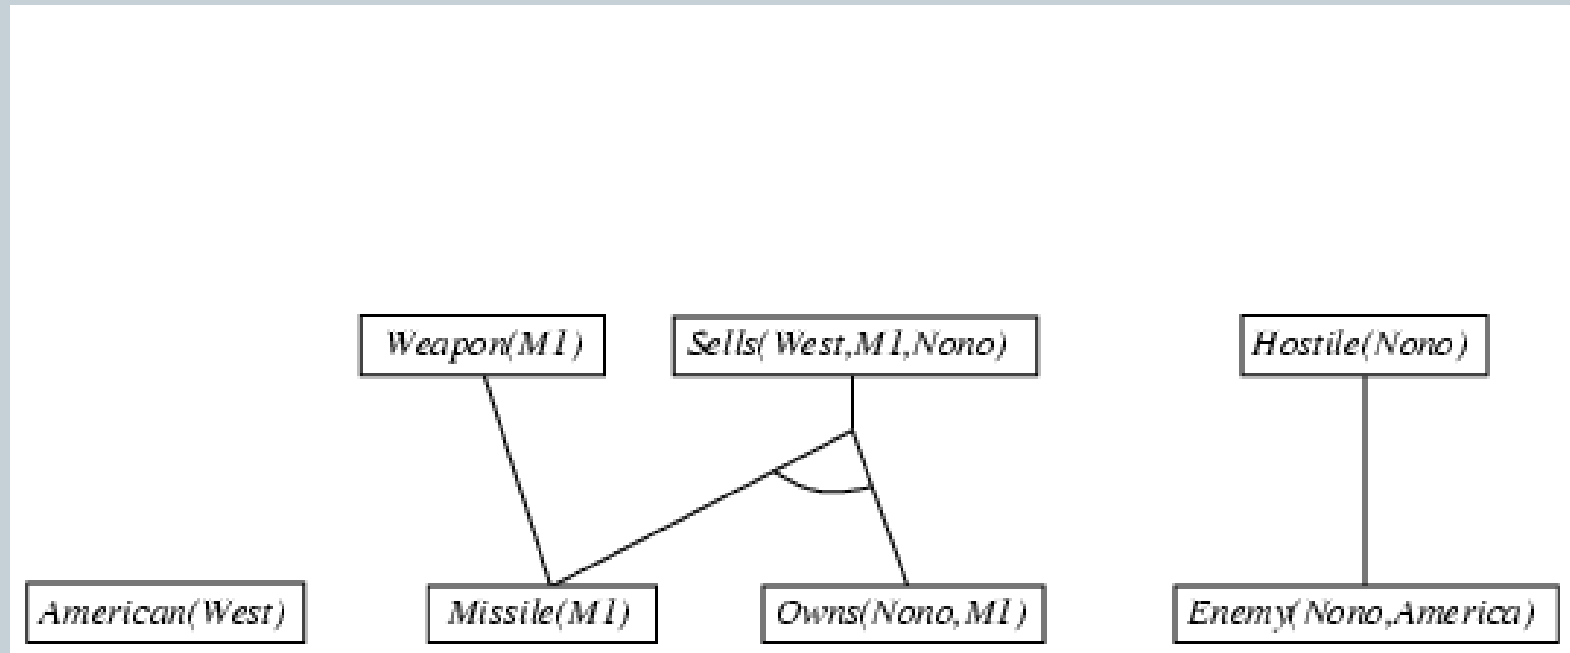 Weapon(M1)
Sells(West,M1,Nono)
Hostile(Nono)
American(West)
Missile(M1)
Owns(Nono,M1)
Enemy(Nono,America)